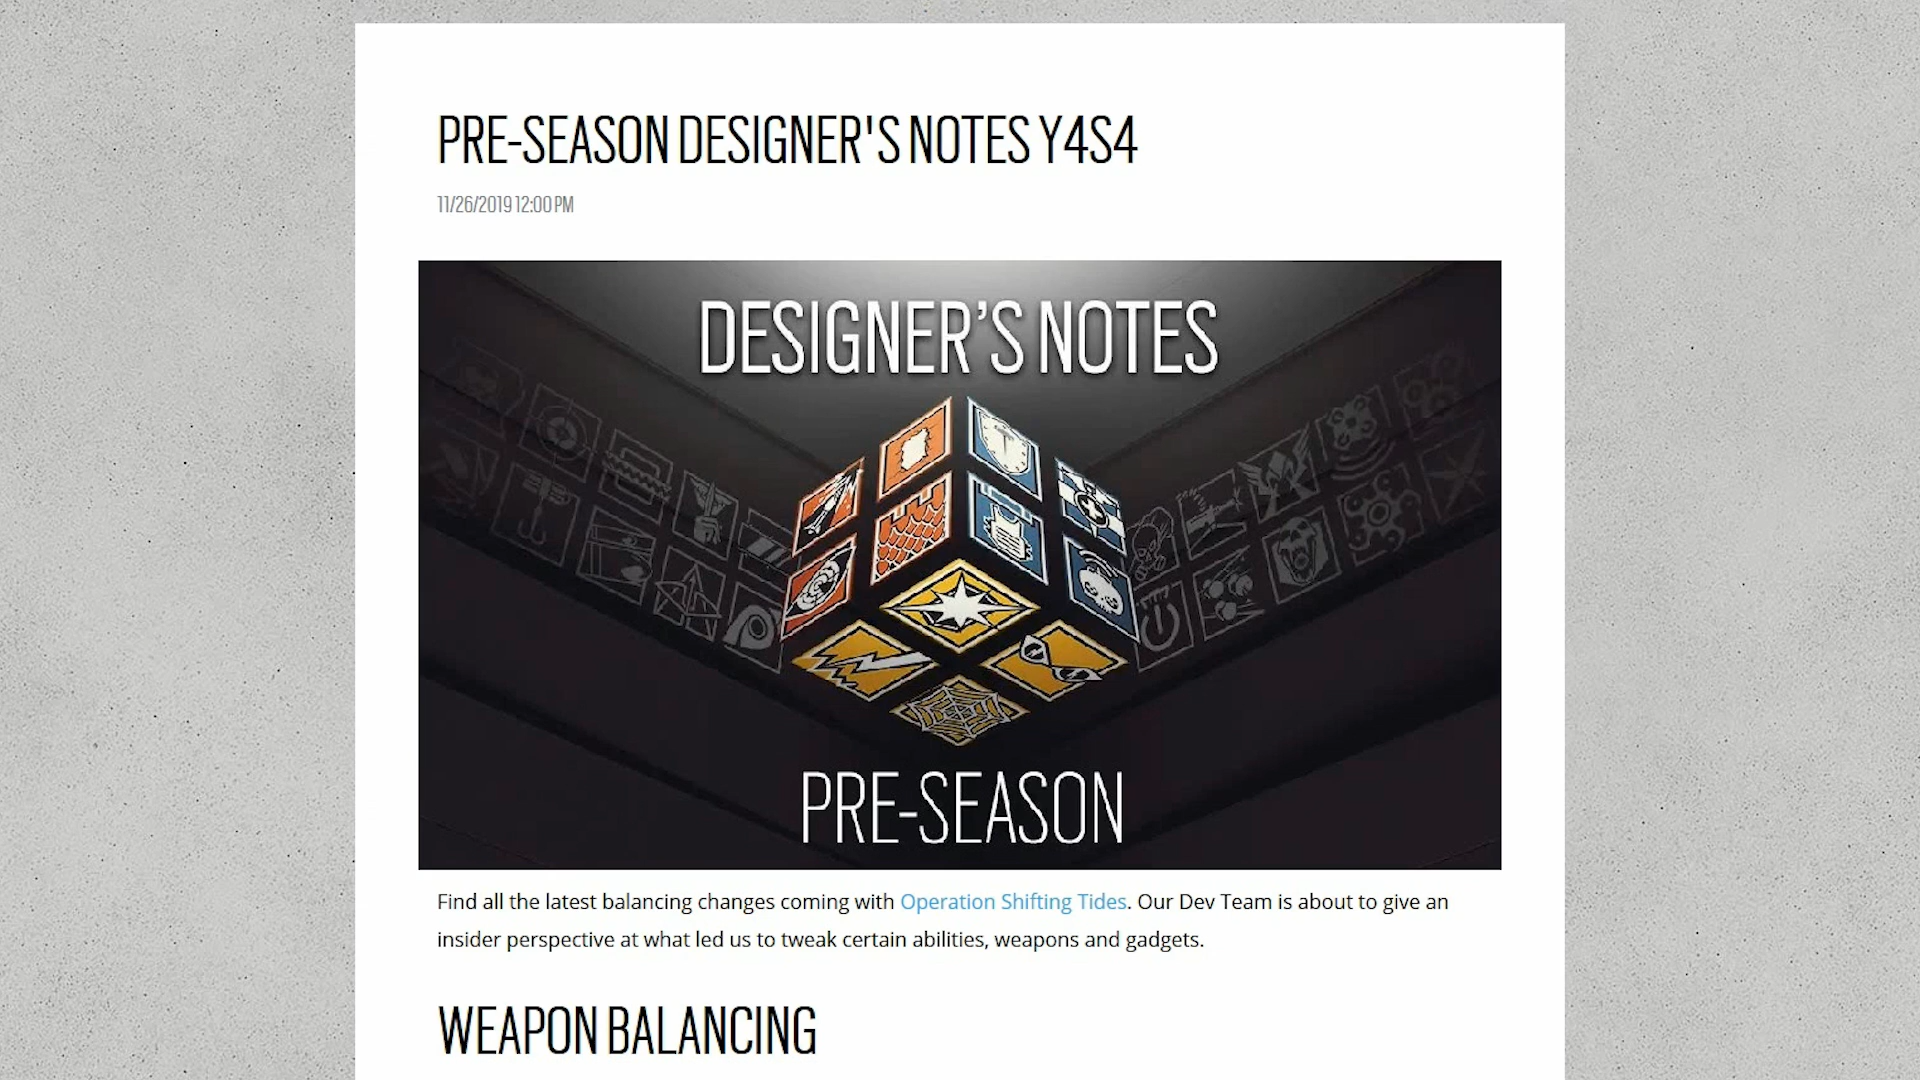 PRE-SEASON DESIGNER'S NOTES Y4S4
11/26/2019 12:00 PM
DESIGNER’S NOTES
PRE-SEASON
Find all the latest balancing changes coming with Operation Shifting Tides. Our Dev Team is about to give an
insider perspective at what led us to tweak certain abilities, weapons and gadgets.
WEAPON BALANCING